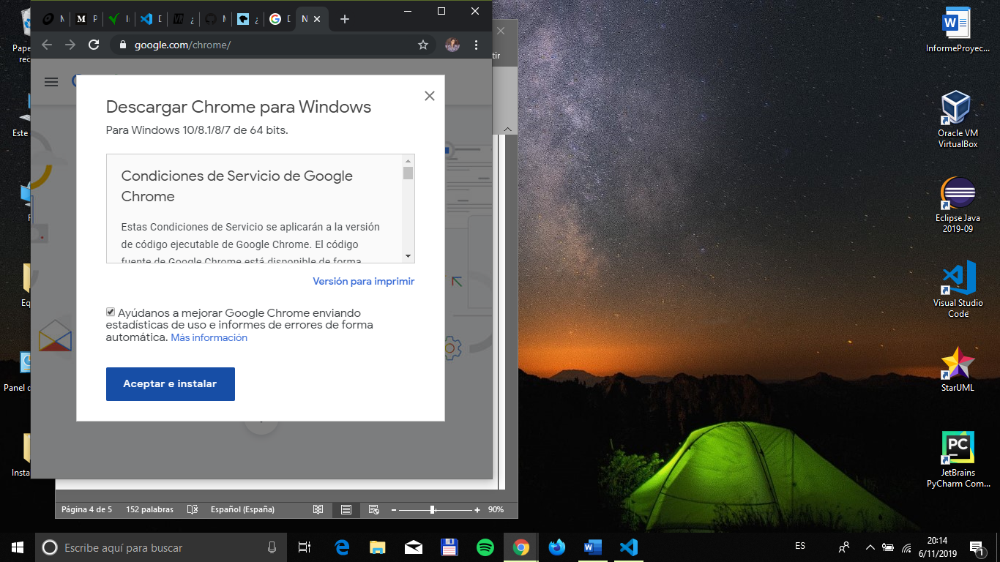 google.com/chrome/
Descargar Chrome para Windows
Para Windows 10/8.1/8/7 de 64 bits.
Condiciones de Servicio de Google
Chrome
Estas Condiciones de Servicio se aplicarán a la versión
de código ejecutable de Google Chrome. El código
fuente de Google Chrome está disponible de forma
Versión para imprimir
Ayúdanos a mejorar Google Chrome enviando
estadísticas de uso e informes de errores de forma
automática. Más información
Aceptar e instalar
Página 4 de 5 152 palabras Español (España) 90%
InformeProyec...
Oracle VM
VirtualBox
Eclipse Java
2019-09
Visual Studio
Code
StarUML
PC
JetBrains
PyCharm Com...
Pape
rec
Este
Panel d
Insta
Escribe aquí para buscar
ES
20:14
6/11/2019
1